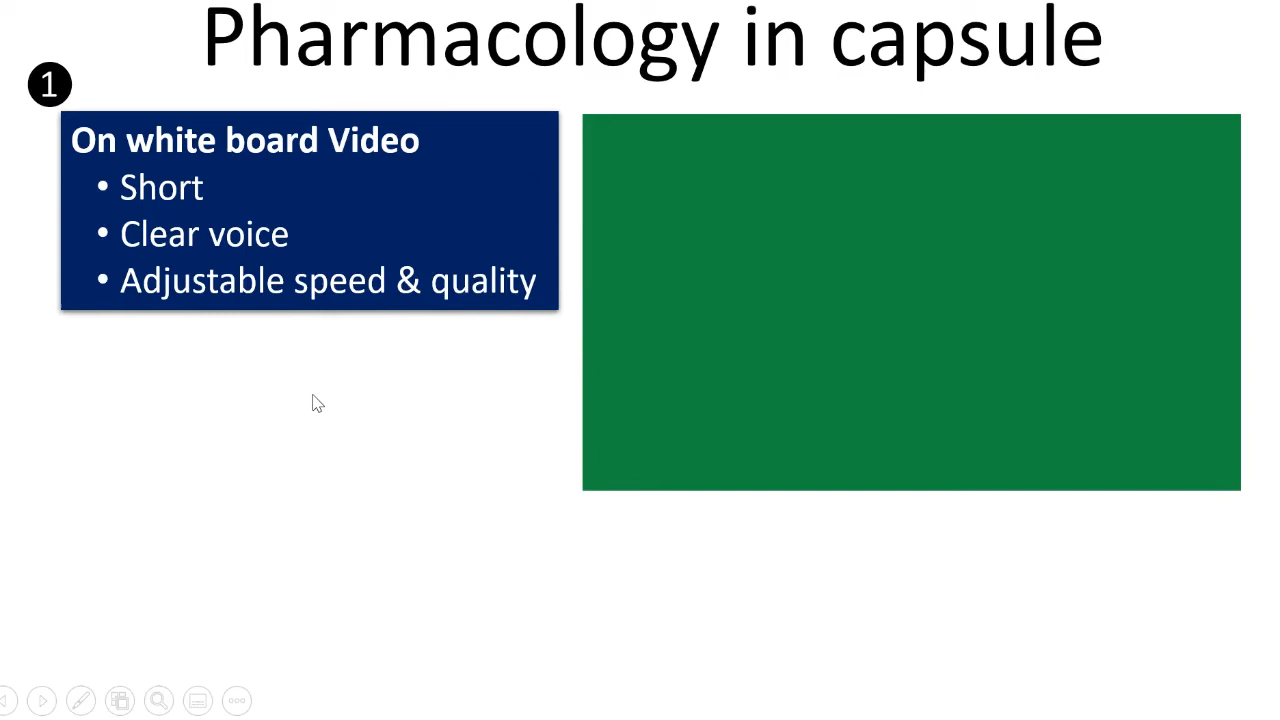 Pharmacology in capsule
1
On white board Video
• Short
• Clear voice
• Adjustable speed & quality